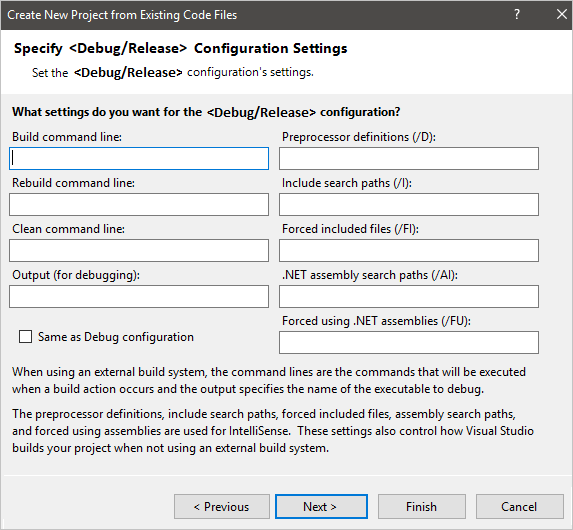 Create New Project from Existing Code Files
?
Specify <Debug/Release> Configuration Settings
Set the <Debug/Release> configuration's settings.
What settings do you want for the <Debug/Release> configuration?
Build command line:
Rebuild command line:
Clean command line:
Output (for debugging):
Same as Debug configuration
Preprocessor definitions (/D):
Include search paths (/I):
Forced included files (/FI):
.NET assembly search paths (/AI):
Forced using .NET assemblies (/FU):
When using an external build system, the command lines are the commands that will be executed
when a build action occurs and the output specifies the name of the executable to debug.
The preprocessor definitions, include search paths, forced included files, assembly search paths,
and forced using assemblies are used for IntelliSense. These settings also control how Visual Studio
builds your project when not using an external build system.
< Previous
Next >
Finish
Cancel